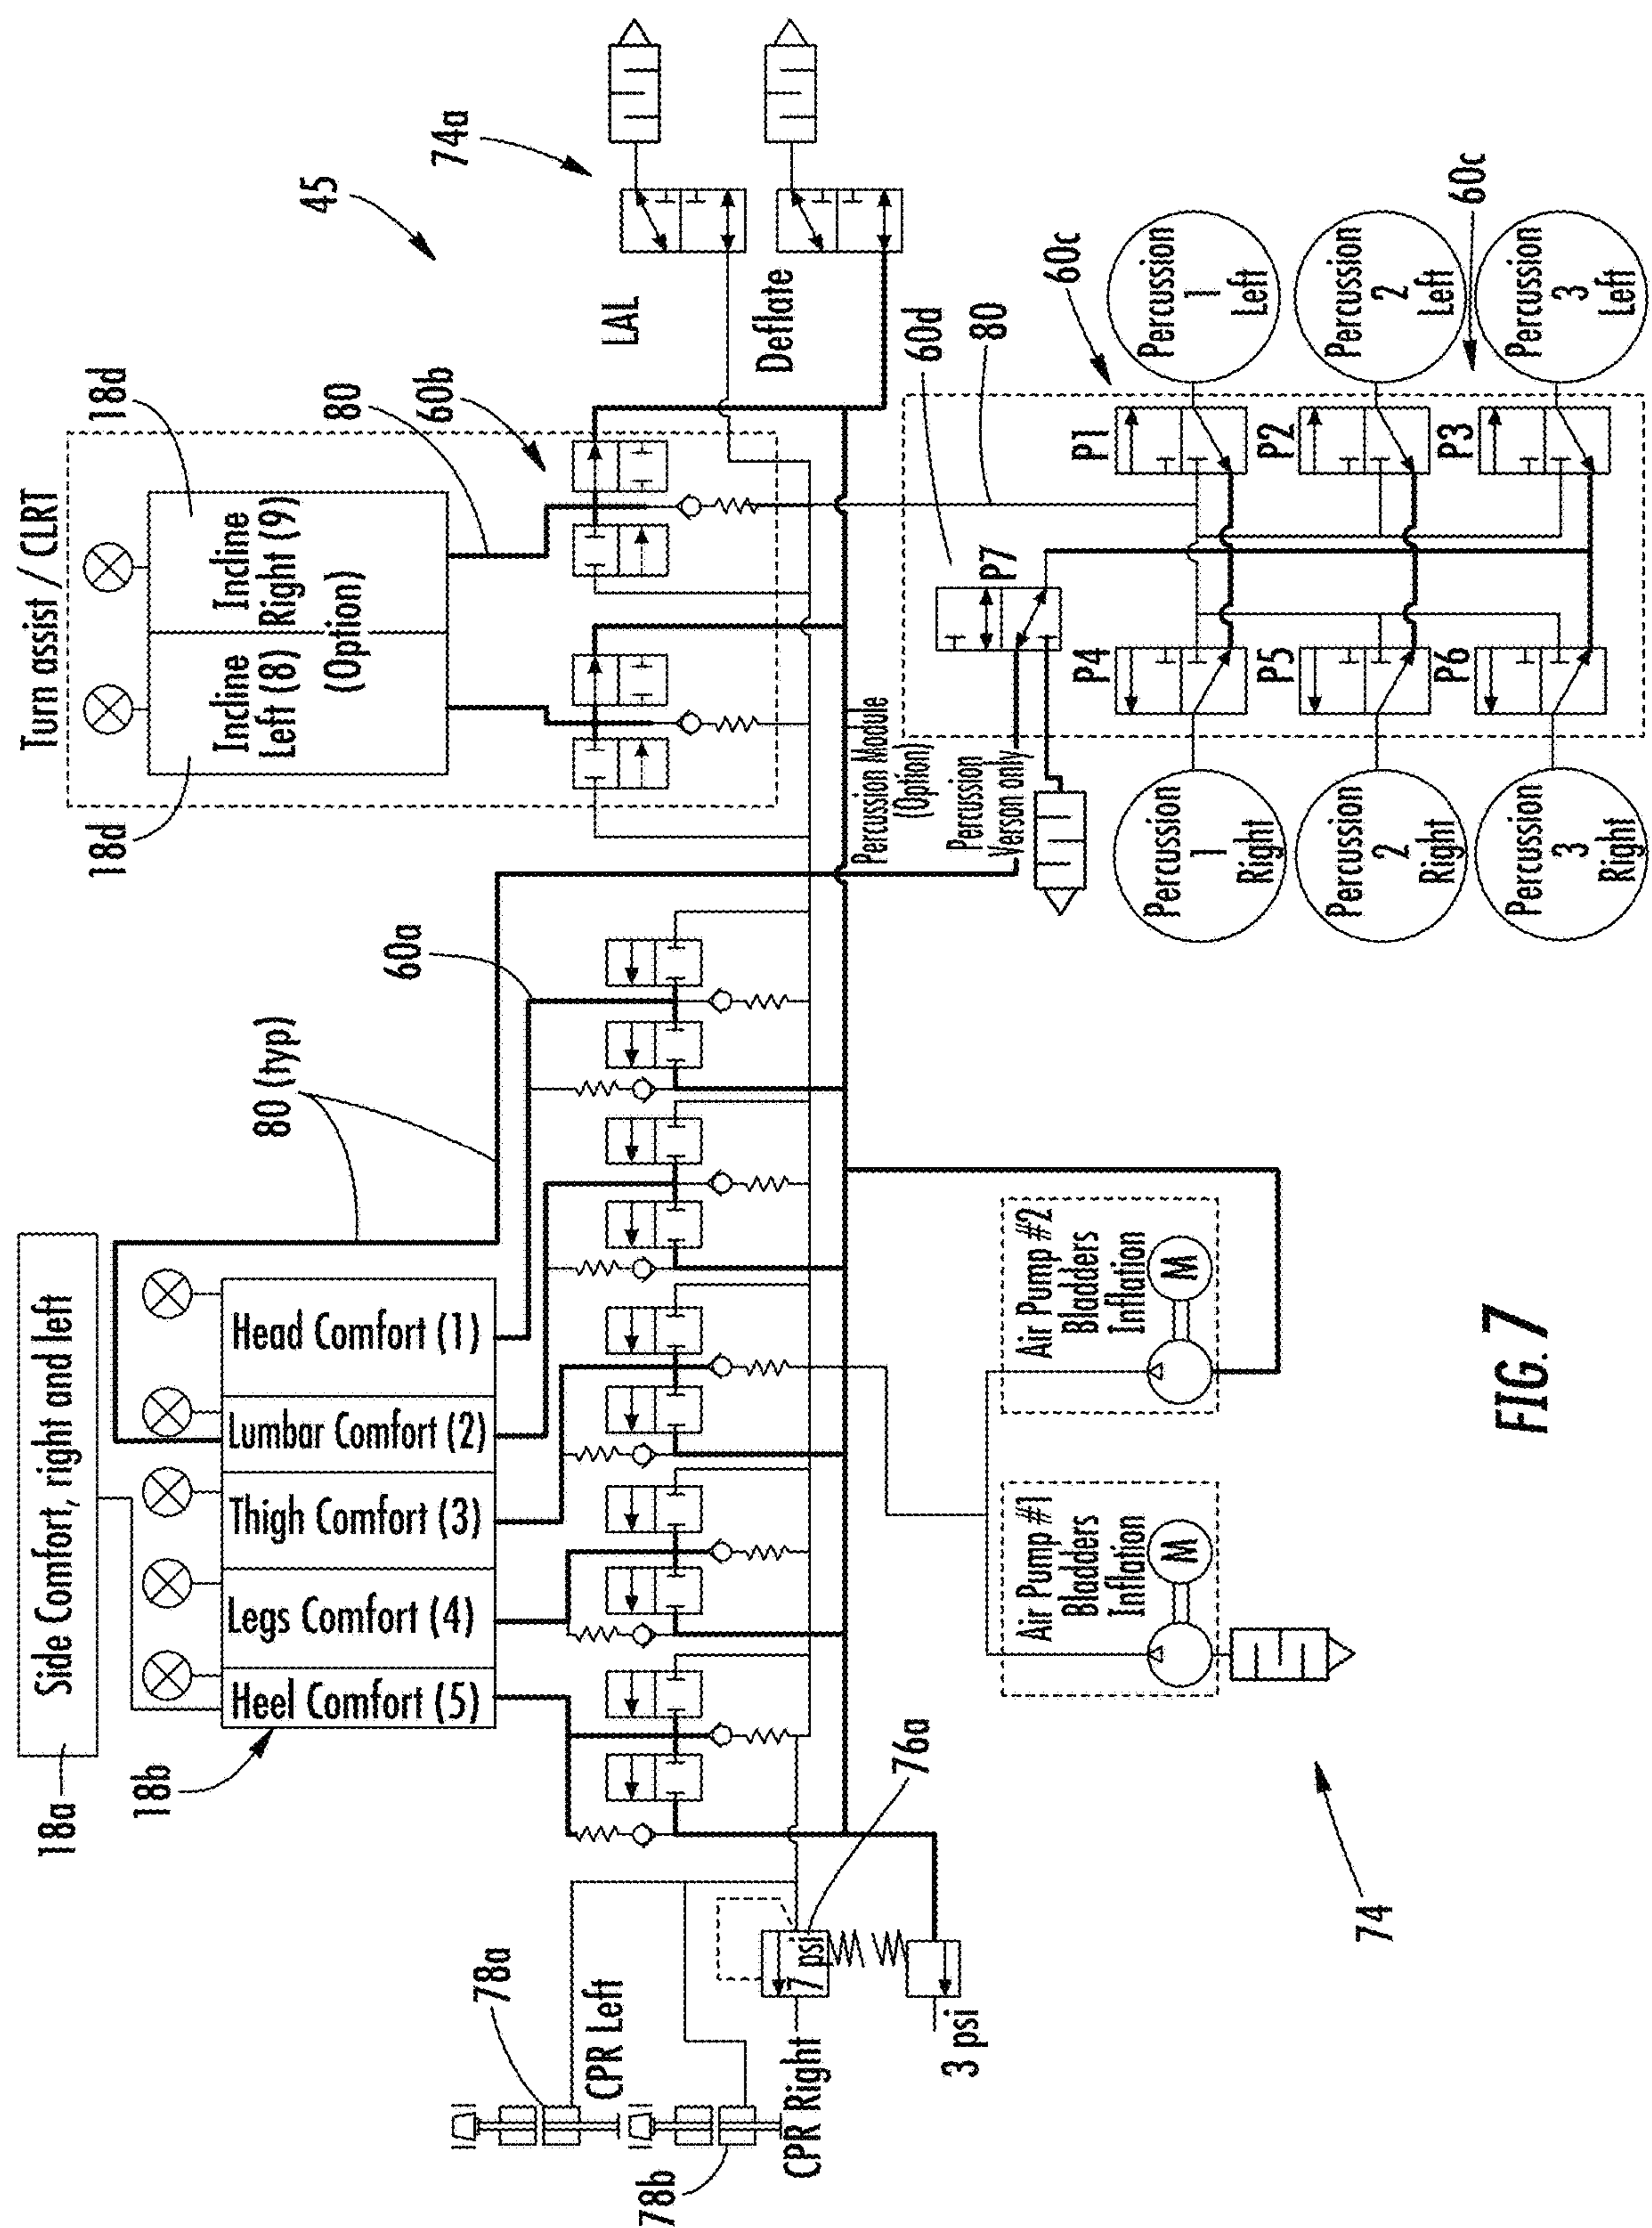 Side Comfort, right and left
18a
18b
Head Comfort (1)
Lumbar Comfort (2)
Thigh Comfort (3)
Legs Comfort (4)
Heel Comfort (5)
80 (typ)
60a
Turn assist / CLRT
18d
18d
Incline
Left (8)
Incline
Right (9)
(Option)
80
60b
45
74a
LAL
Deflate
78a
CPR Left
78b
CPR Right
7 psi
3 psi
76a
Percussion Module
(Option)
Percussion
Verson only
60d
80
60c
60c
P7
P1
P2
P3
P4
P5
P6
Percussion
1
Left
Percussion
2
Left
Percussion
3
Left
Percussion
1
Right
Percussion
2
Right
Percussion
3
Right
Air Pump #1
Bladders
Inflation
M
Air Pump #2
Bladders
Inflation
M
74
FIG. 7